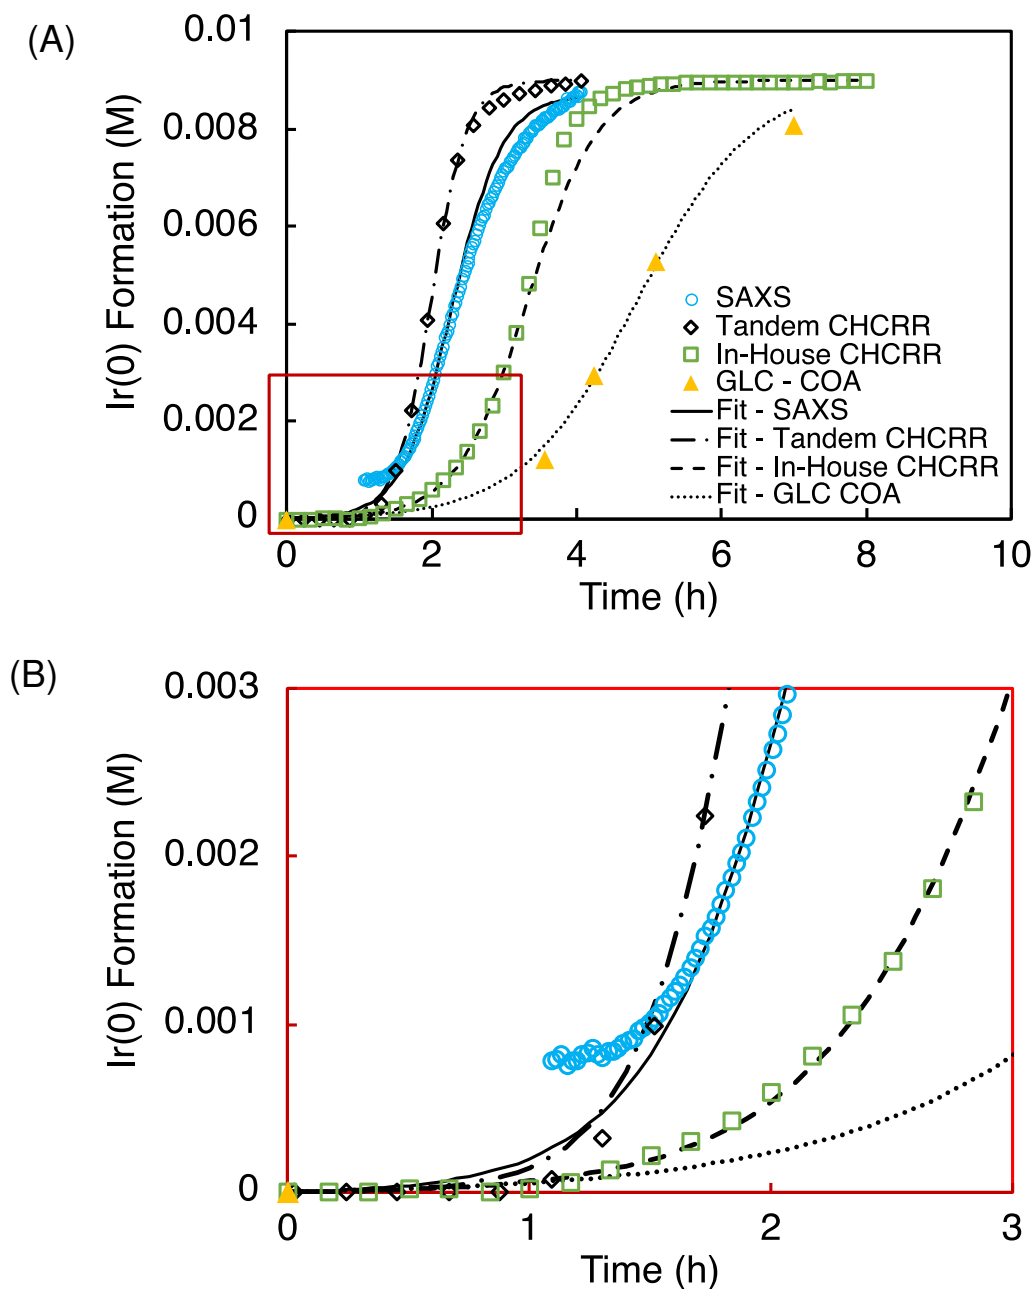 (A)
Ir(0) Formation (M)
0.01
0.008
0.006
0.004
0.002
0
0 2 4 6 8 10
Time (h)
SAXS
Tandem CHCRR
In-House CHCRR
GLC - COA
Fit - SAXS
Fit - Tandem CHCRR
Fit - In-House CHCRR
Fit - GLC COA
(B)
Ir(0) Formation (M)
0.003
0.002
0.001
0
0 1 2 3
Time (h)